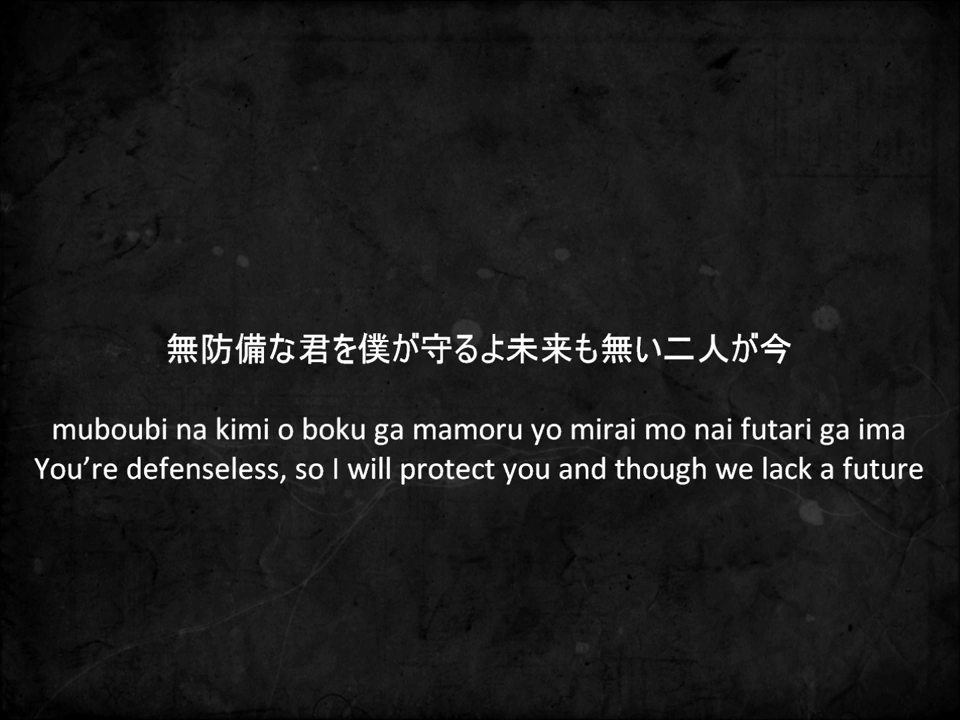 無防備な君を僕が守るよ未来も無い二人が今
muboubi na kimi o boku ga mamoru yo mirai mo nai futari ga ima
You’re defenseless, so I will protect you and though we lack a future